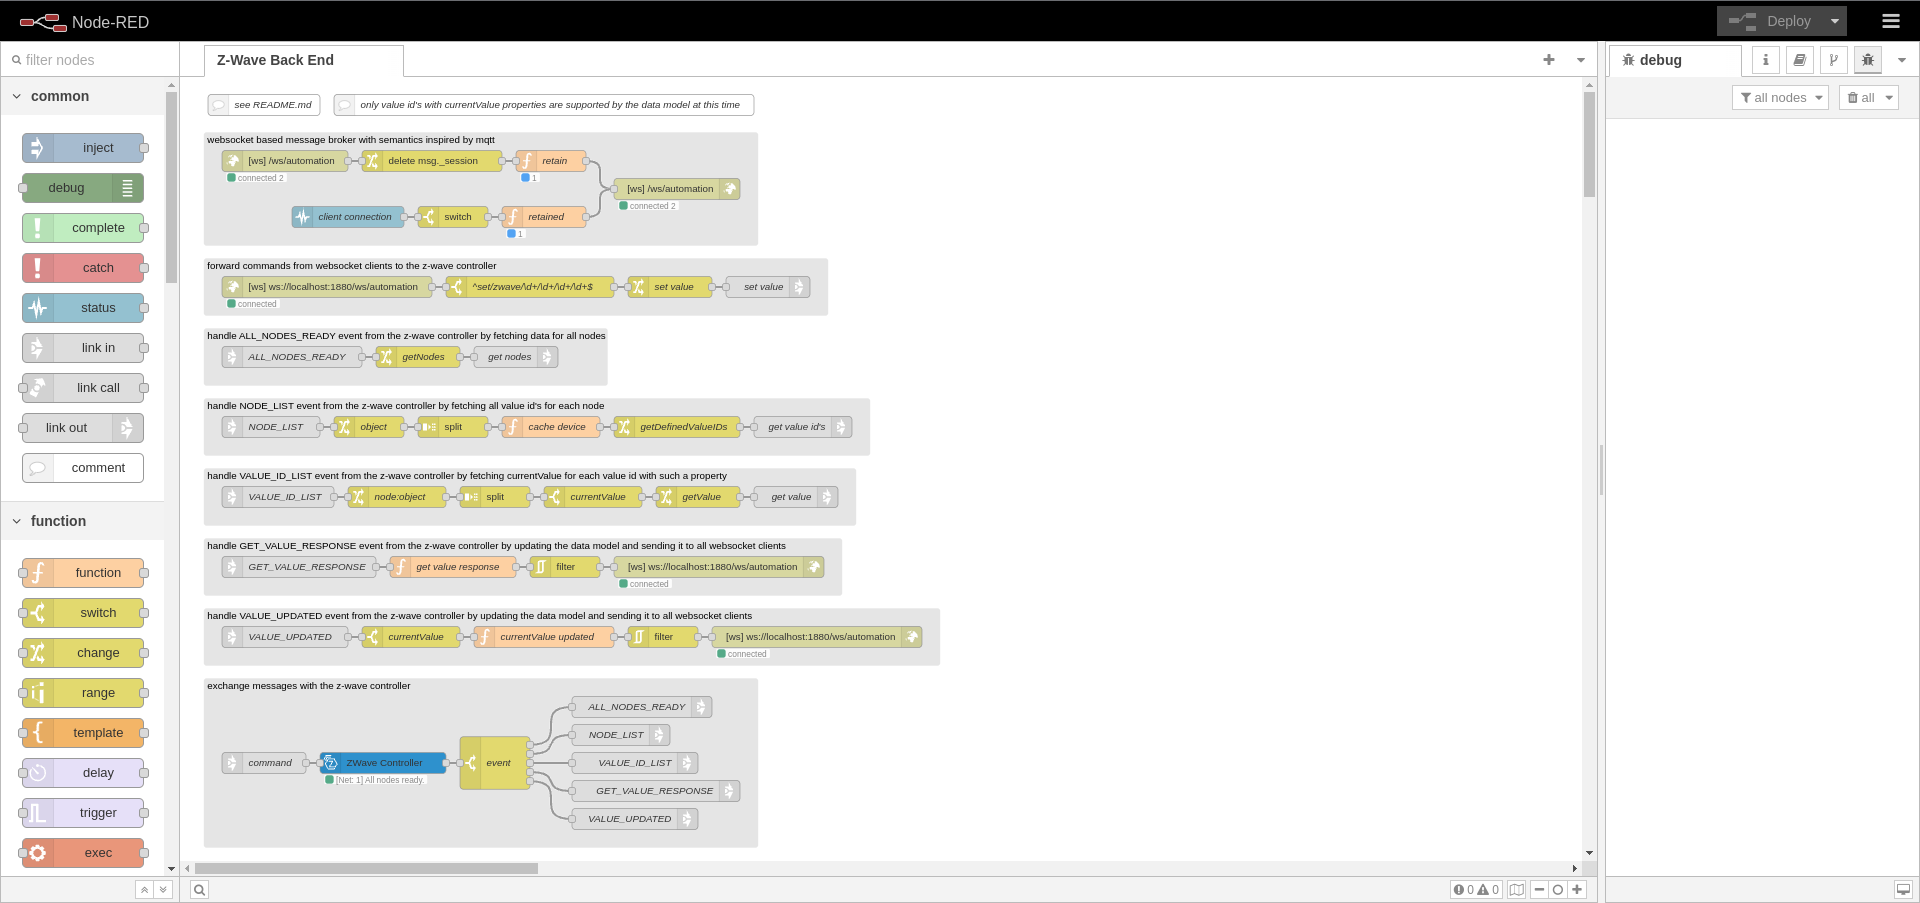 Node-RED
Deploy
filter nodes
Z-Wave Back End
debug
all nodes
all
common
inject
debug
complete
catch
status
link in
link call
link out
comment
function
function
switch
change
range
template
delay
trigger
exec
see README.md
only value id's with currentValue properties are supported by the data model at this time
websocket based message broker with semantics inspired by mqtt
[ws] /ws/automation
delete msg._session
retain
connected 2
1
[ws] /ws/automation
connected 2
client connection
switch
retained
1
forward commands from websocket clients to the z-wave controller
[ws] ws://localhost:1880/ws/automation
^set/zwave/\d+/\d+/\d+/\d+$
set value
set value
connected
handle ALL_NODES_READY event from the z-wave controller by fetching data for all nodes
ALL_NODES_READY
getNodes
get nodes
handle NODE_LIST event from the z-wave controller by fetching all value id's for each node
NODE_LIST
object
split
cache device
getDefinedValueIDs
get value id's
handle VALUE_ID_LIST event from the z-wave controller by fetching currentValue for each value id with such a property
VALUE_ID_LIST
node:object
split
currentValue
getValue
get value
handle GET_VALUE_RESPONSE event from the z-wave controller by updating the data model and sending it to all websocket clients
GET_VALUE_RESPONSE
get value response
filter
[ws] ws://localhost:1880/ws/automation
connected
handle VALUE_UPDATED event from the z-wave controller by updating the data model and sending it to all websocket clients
VALUE_UPDATED
currentValue
currentValue updated
filter
[ws] ws://localhost:1880/ws/automation
connected
exchange messages with the z-wave controller
command
ZWave Controller
[Net: 1] All nodes ready.
event
ALL_NODES_READY
NODE_LIST
VALUE_ID_LIST
GET_VALUE_RESPONSE
VALUE_UPDATED
0
0